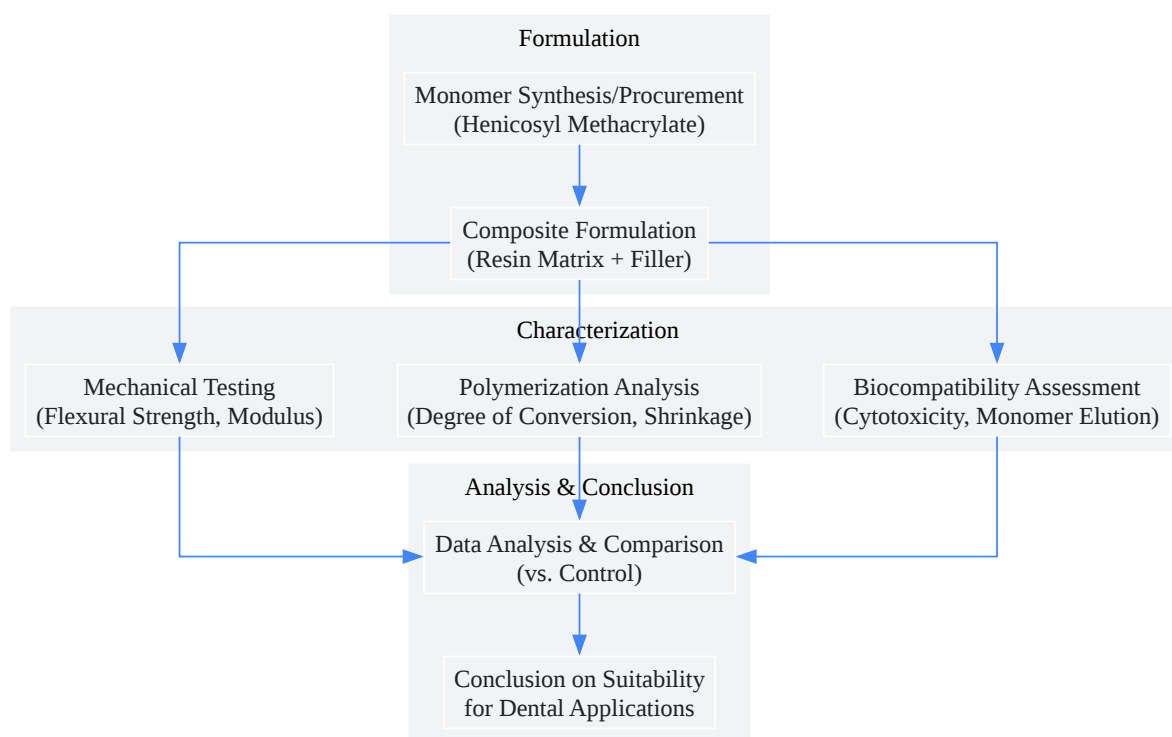 Formulation
Monomer Synthesis/Procurement
(Henicosyl Methacrylate)
Composite Formulation
(Resin Matrix + Filler)
Characterization
Mechanical Testing
(Flexural Strength, Modulus)
Polymerization Analysis
(Degree of Conversion, Shrinkage)
Biocompatibility Assessment
(Cytotoxicity, Monomer Elution)
Analysis & Conclusion
Data Analysis & Comparison
(vs. Control)
Conclusion on Suitability
for Dental Applications